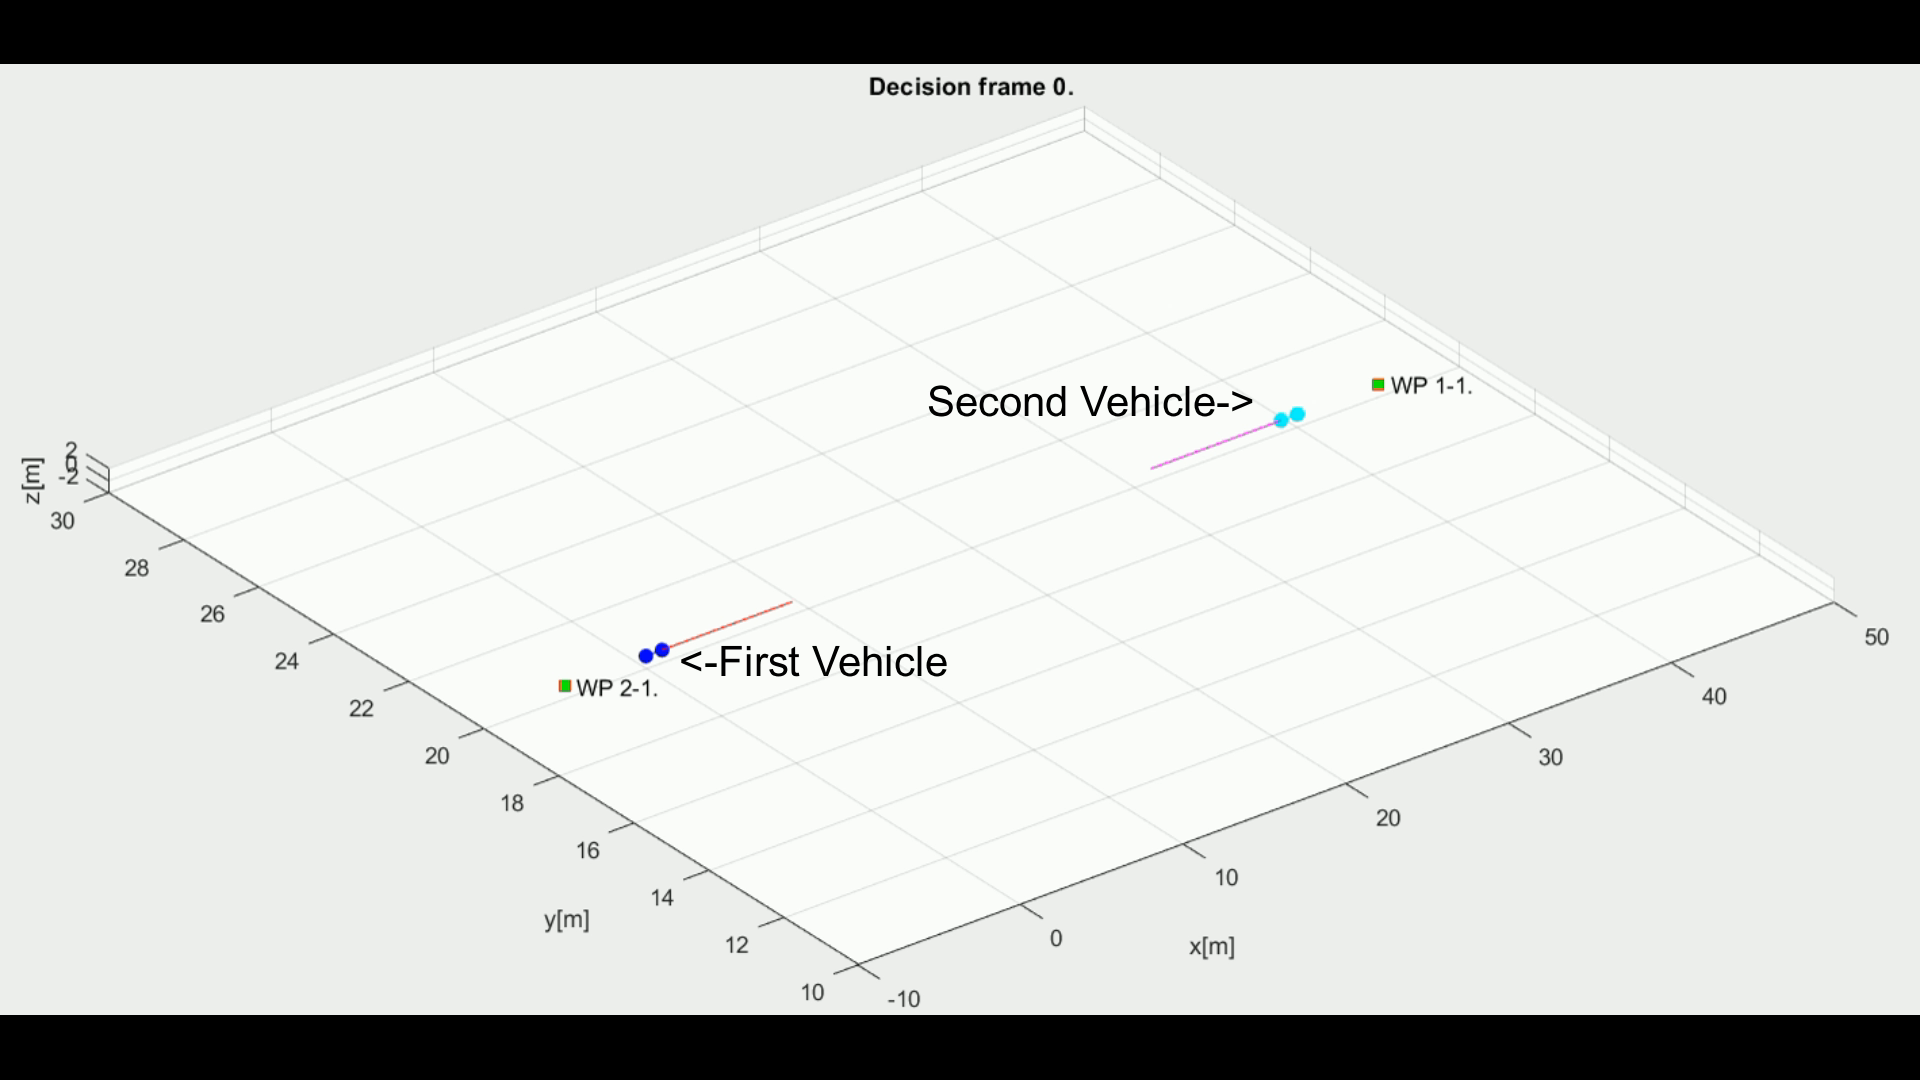 Decision frame 0.
WP 1-1.
Second Vehicle->
2
0
-2
z[m]
30
28
26
24
22
20
18
16
14
12
10
y[m]
<-First Vehicle
WP 2-1.
50
40
30
20
10
0
-10
x[m]